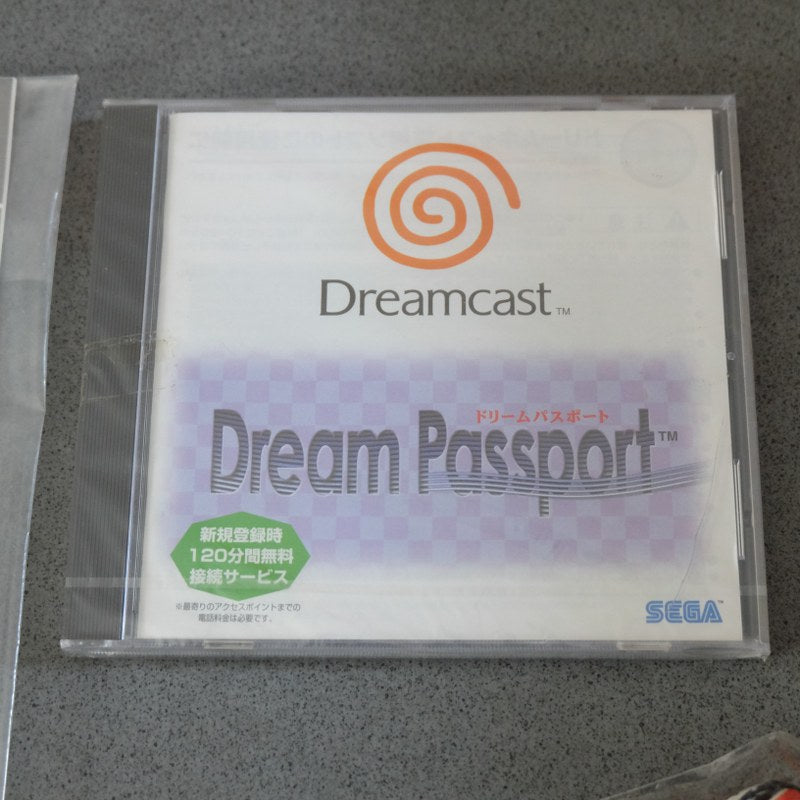 Dreamcast™
ドリームパスポート
Dream Passport™
新規登録時
120分間無料
接続サービス
※最寄りのアクセスポイントまでの
電話料金は必要です。
SEGA™